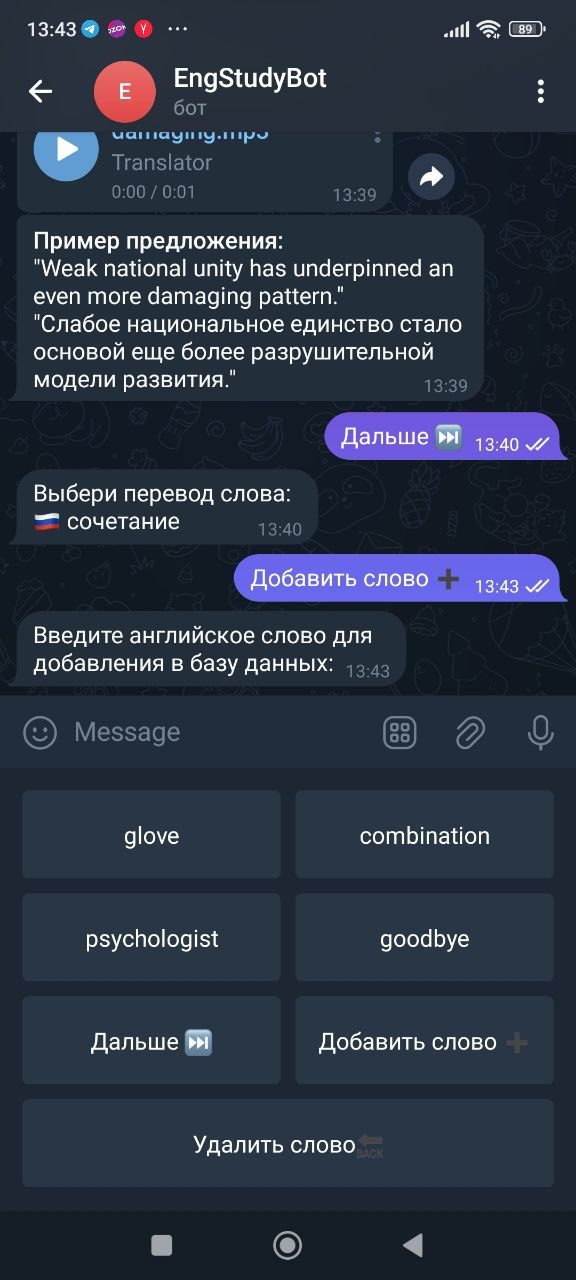 13:43
89
E
EngStudyBot
бот
damaging.mp3
Translator
0:00 / 0:01
13:39
Пример предложения:
"Weak national unity has underpinned an
even more damaging pattern."
"Слабое национальное единство стало
основой еще более разрушительной
модели развития."
13:39
Дальше ⏭
13:40
Выбери перевод слова:
🇷🇺 сочетание
13:40
Добавить слово ➕
13:43
Введите английское слово для
добавления в базу данных:
13:43
Message
glove
combination
psychologist
goodbye
Дальше ⏭
Добавить слово ➕
Удалить слово🔙